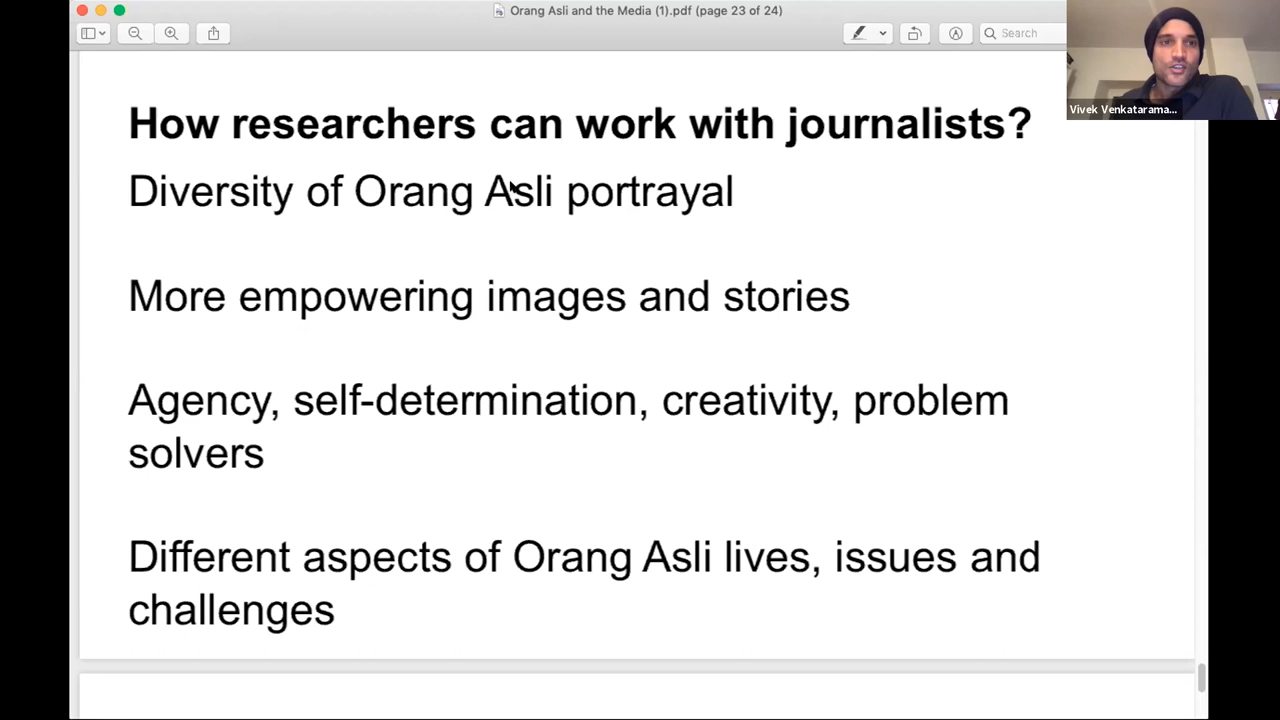 Orang Asli and the Media (1).pdf (page 23 of 24)
Search
Vivek Venkatarama...
How researchers can work with journalists?
Diversity of Orang Asli portrayal
More empowering images and stories
Agency, self-determination, creativity, problem
solvers
Different aspects of Orang Asli lives, issues and
challenges